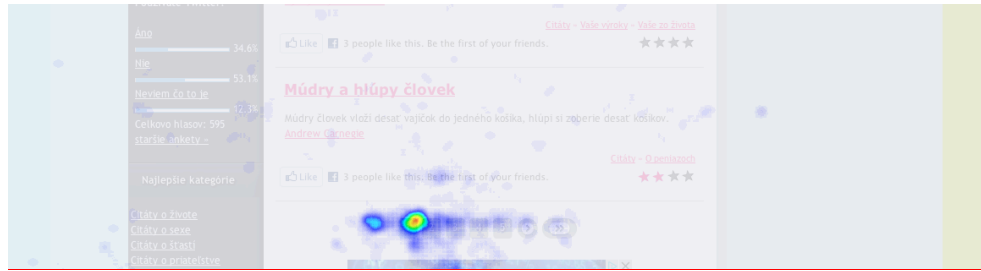 Áno
34.6%
Nie
53.1%
Neviem čo to je
12.3%
Celkovo hlasov: 595
staršie ankety »
Najlepšie kategórie
Citáty o živote
Citáty o sexe
Citáty o šťastí
Citáty o priateľstve
Citáty - Vaše výroky - Vaše zo života
Like 3 people like this. Be the first of your friends.
Múdry a hlúpy človek
Múdry človek vloží desať vajíčok do jedného košíka, hlúpi si zoberie desať košíkov.
Andrew Carnegie
Citáty - O peniazoch
Like 3 people like this. Be the first of your friends.